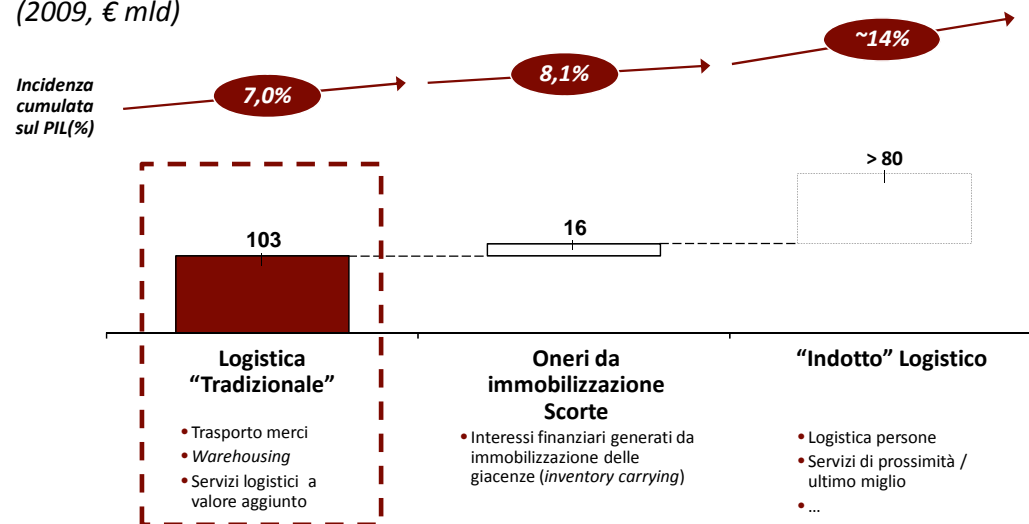 (2009, € mld)
Incidenza
cumulata
sul PIL(%)
7,0%
8,1%
~14%
103
16
> 80
Logistica
“Tradizionale”
• Trasporto merci
• Warehousing
• Servizi logistici a
valore aggiunto
Oneri da
immobilizzazione
Scorte
• Interessi finanziari generati da
immobilizzazione delle
giacenze (inventory carrying)
“Indotto” Logistico
• Logistica persone
• Servizi di prossimità /
ultimo miglio
• ...